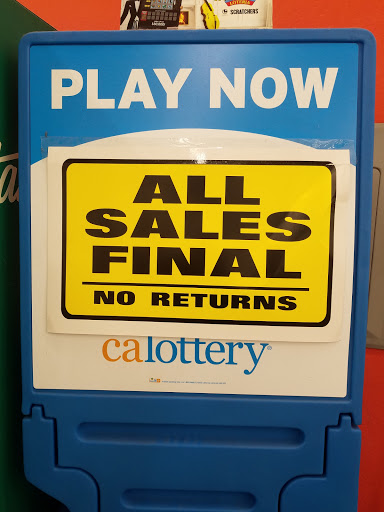 SCRATCHERS
PLAY NOW
ALL
SALES
FINAL
NO RETURNS
calottery